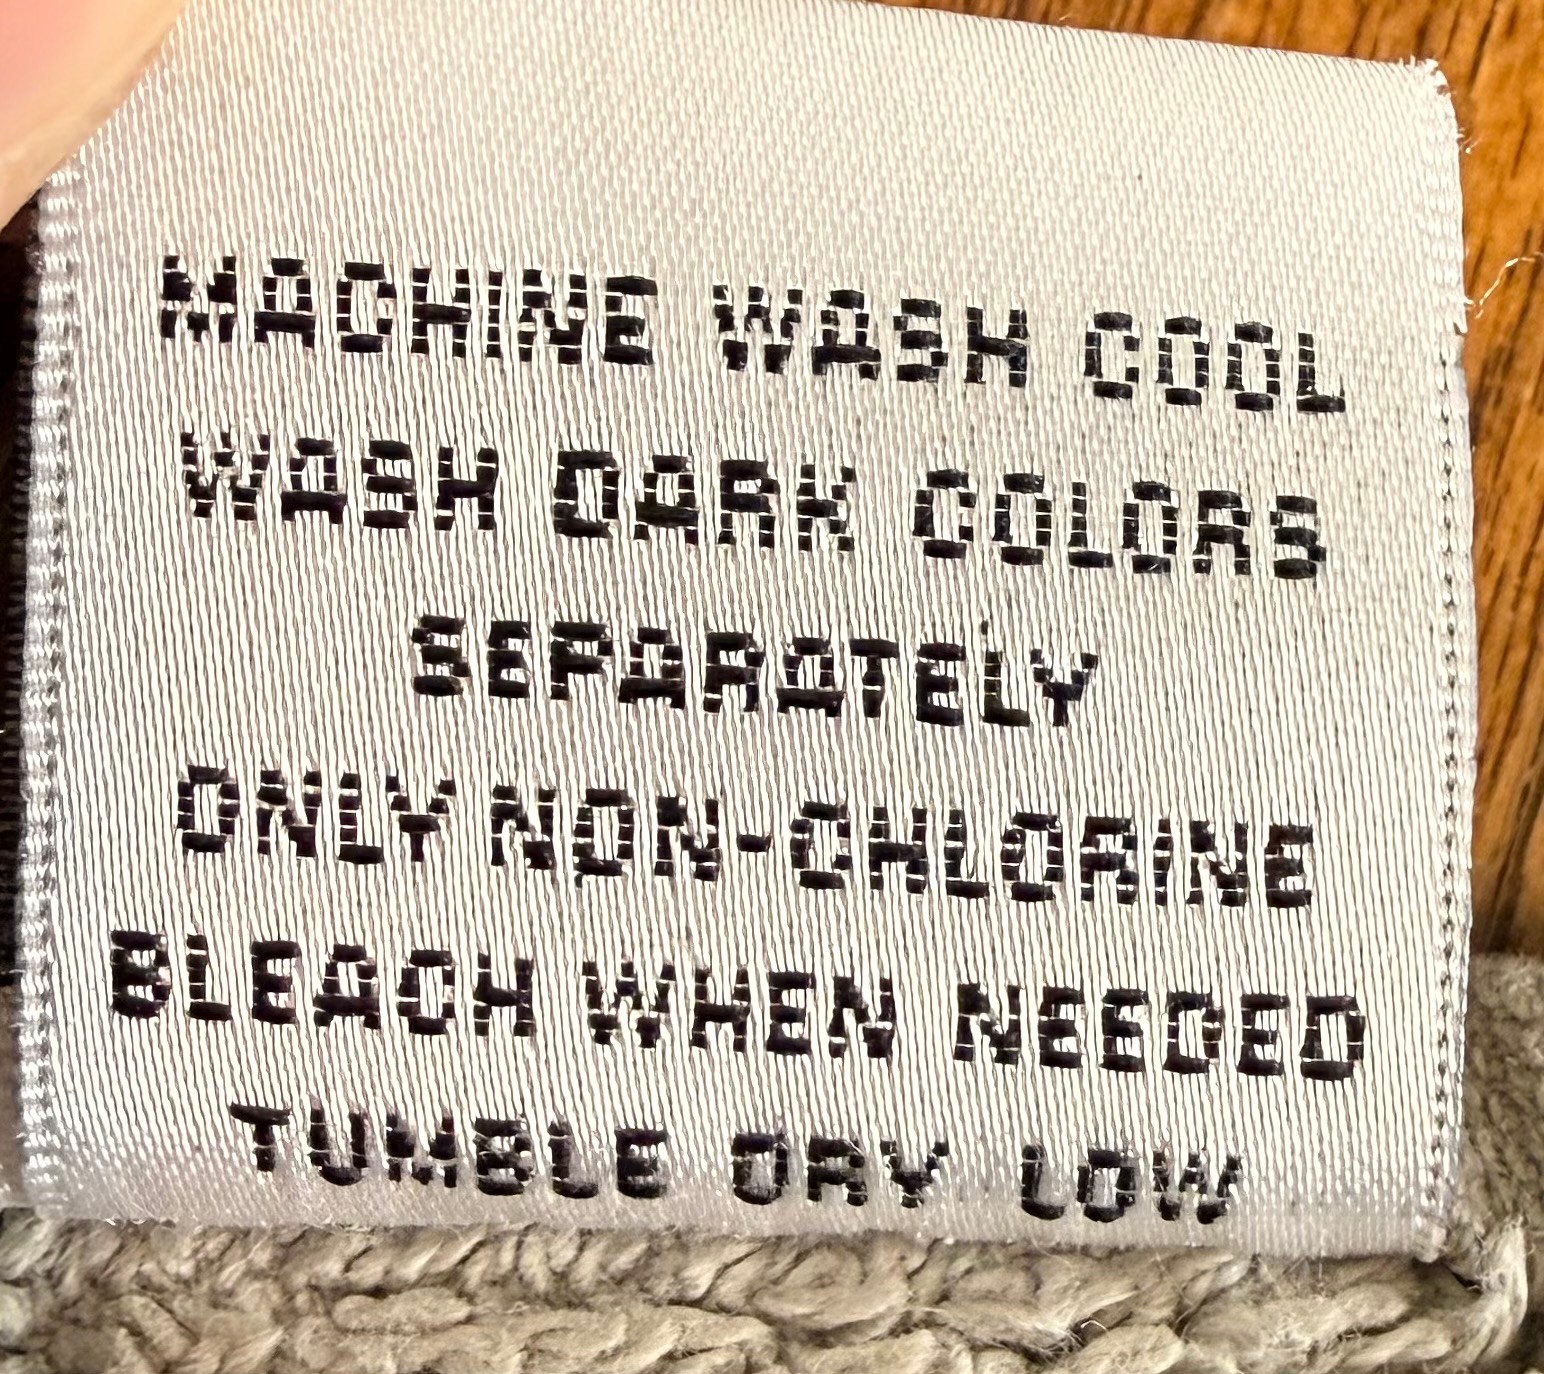 MACHINE WASH COOL
WASH DARK COLORS
SEPARATELY
ONLY NON-CHLORINE
BLEACH WHEN NEEDED
TUMBLE DRY LOW